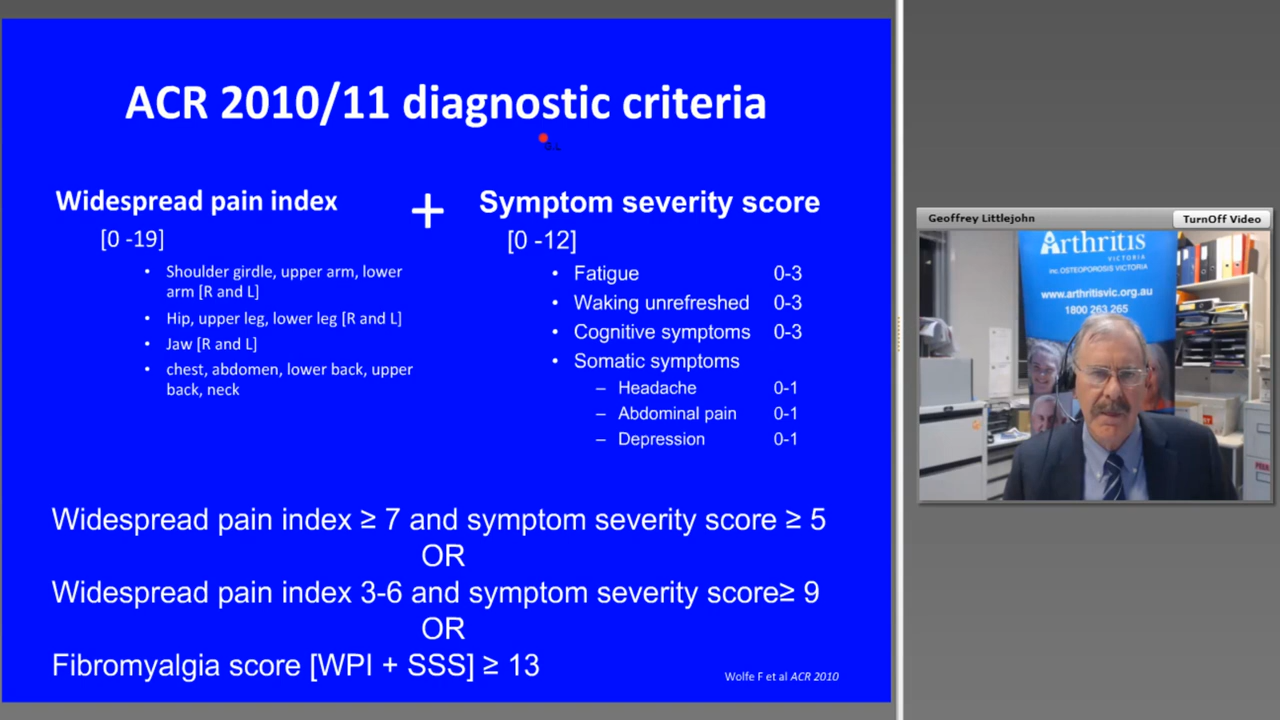 ACR 2010/11 diagnostic criteria
G.L
Widespread pain index
[0 -19]
• Shoulder girdle, upper arm, lower
arm [R and L]
• Hip, upper leg, lower leg [R and L]
• Jaw [R and L]
• chest, abdomen, lower back, upper
back, neck
+
Symptom severity score
[0 -12]
• Fatigue 0-3
• Waking unrefreshed 0-3
• Cognitive symptoms 0-3
• Somatic symptoms
– Headache 0-1
– Abdominal pain 0-1
– Depression 0-1
Widespread pain index ≥ 7 and symptom severity score ≥ 5
OR
Widespread pain index 3-6 and symptom severity score≥ 9
OR
Fibromyalgia score [WPI + SSS] ≥ 13
Wolfe F et al ACR 2010
Geoffrey Littlejohn
TurnOff Video
Arthritis
VICTORIA
INC OSTEOPOROSIS VICTORIA
www.arthritisvic.org.au
1800 263 265